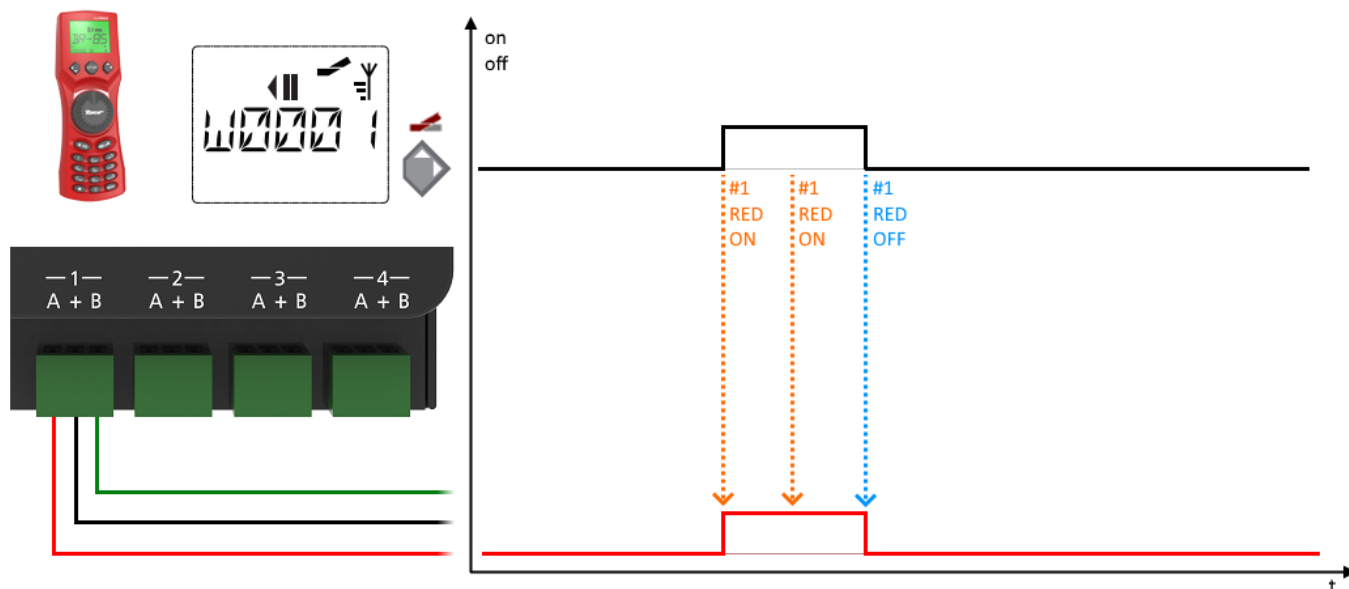 on
off
W0001
#1
RED
ON
#1
RED
ON
#1
RED
OFF
—1—
A + B
—2—
A + B
—3—
A + B
—4—
A + B
t